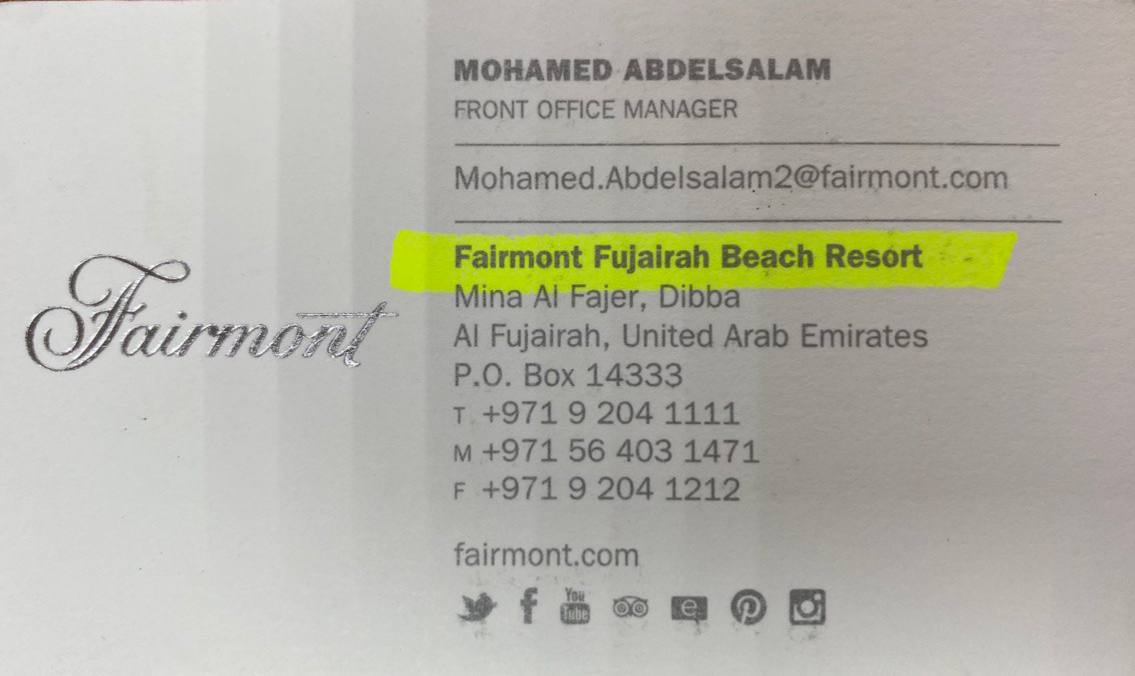 MOHAMED ABDELSALAM
FRONT OFFICE MANAGER
Mohamed.Abdelsalam2@fairmont.com
Fairmont
Fairmont Fujairah Beach Resort
Mina Al Fajer, Dibba
Al Fujairah, United Arab Emirates
P.O. Box 14333
T +971 9 204 1111
M +971 56 403 1471
F +971 9 204 1212
fairmont.com
You
Tube